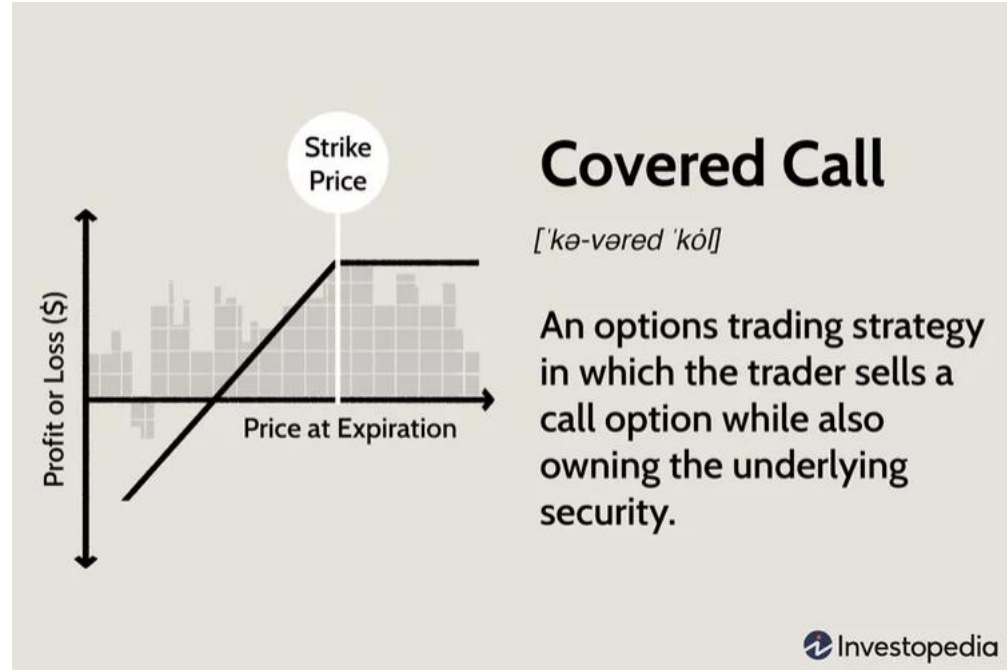 Strike
Price
Profit or Loss ($)
Price at Expiration
Covered Call
[ˈkə-vəred ˈkȯl]
An options trading strategy
in which the trader sells a
call option while also
owning the underlying
security.
Investopedia